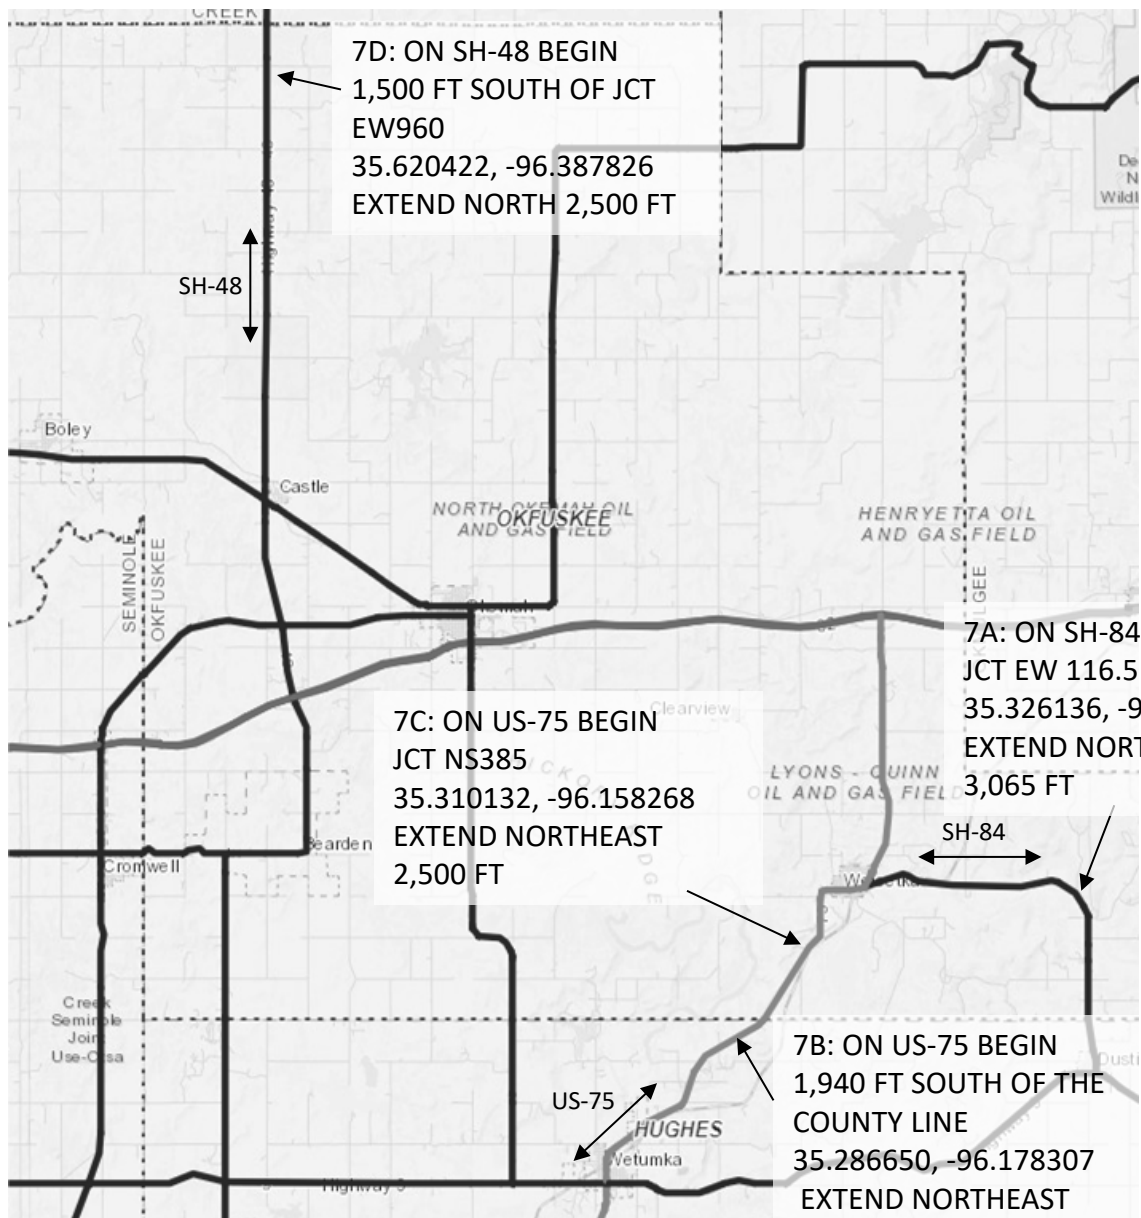 CREEK
7D: ON SH-48 BEGIN
1,500 FT SOUTH OF JCT
EW960
35.620422, -96.387826
EXTEND NORTH 2,500 FT
SH-48
Boley
Castle
NORTH OKEMAH OIL
AND GAS FIELD
OKFUSKEE
HENRYETTA OIL
AND GAS FIELD
SEMINOLE
OKFUSKEE
LGEE
7A: ON SH-84
JCT EW 116.5
35.326136, -9
EXTEND NORT
3,065 FT
Clearview
7C: ON US-75 BEGIN
JCT NS385
35.310132, -96.158268
EXTEND NORTHEAST
2,500 FT
LYONS - QUINN
OIL AND GAS FIELD
SH-84
Bearden
Cromwell
Creek
Seminole
Joint
Use-Otsa
7B: ON US-75 BEGIN
1,940 FT SOUTH OF THE
COUNTY LINE
35.286650, -96.178307
EXTEND NORTHEAST
Dusti
US-75
HUGHES
Wetumka
Highway 9
De
N
Wildl